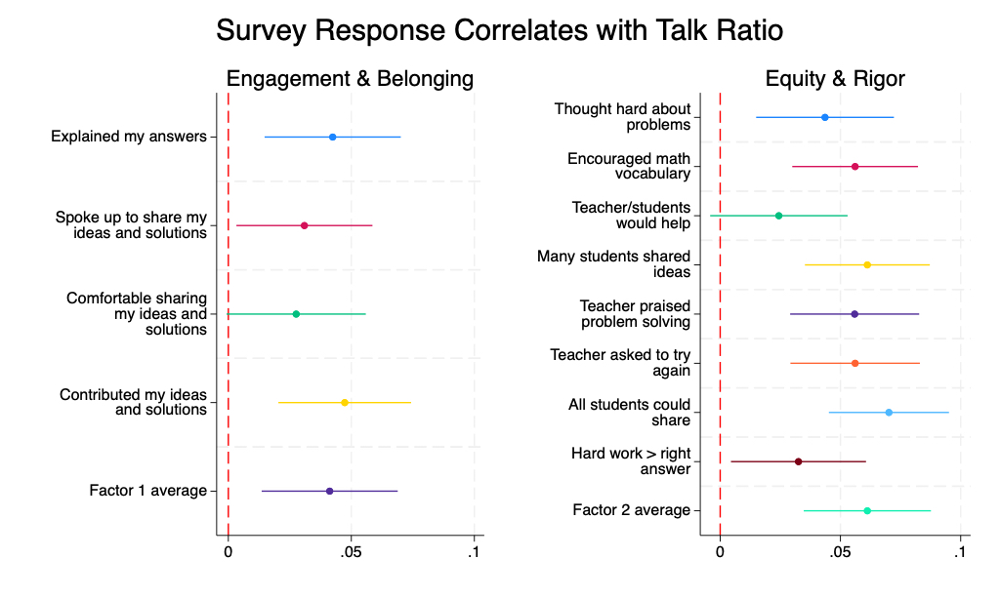 Survey Response Correlates with Talk Ratio
Engagement & Belonging
Explained my answers
Spoke up to share my
ideas and solutions
Comfortable sharing
my ideas and
solutions
Contributed my ideas
and solutions
Factor 1 average
0
.05
.1
Equity & Rigor
Thought hard about
problems
Encouraged math
vocabulary
Teacher/students
would help
Many students shared
ideas
Teacher praised
problem solving
Teacher asked to try
again
All students could
share
Hard work > right
answer
Factor 2 average
0
.05
.1